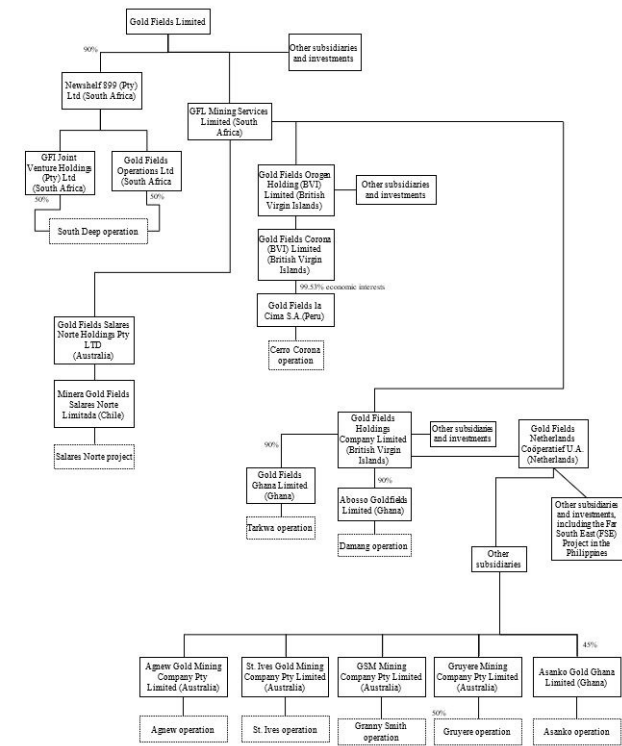 Gold Fields Limited
90%
Other subsidiaries
and investments
Newshelf 899 (Pty)
Ltd (South Africa)
GFL Mining Services
Limited (South
Africa)
GFI Joint
Venture Holdings
(Pty) Ltd
(South Africa)
Gold Fields
Operations Ltd
(South Africa
50%
50%
South Deep operation
Gold Fields Orogen
Holding (BVI)
Limited (British
Virgin Islands)
Other subsidiaries
and investments
Gold Fields Corona
(BVI) Limited
(British Virgin
Islands)
99.53% economic interests
Gold Fields la
Cima S.A.(Peru)
Cerro Corona
operation
Gold Fields Salares
Norte Holdings Pty
LTD
(Australia)
Minera Gold Fields
Salares Norte
Limitada (Chile)
Salares Norte project
Gold Fields
Holdings
Company Limited
(British Virgin
Islands)
Other subsidiaries
and investments
Gold Fields
Netherlands
Coöperatief U.A.
(Netherlands)
90%
Gold Fields
Ghana Limited
(Ghana)
Tarkwa operation
90%
Abosso Goldfields
Limited (Ghana)
Damang operation
Other subsidiaries
and investments,
including the Far
South East (FSE)
Project in the
Philippines
Other
subsidiaries
45%
Agnew Gold Mining
Company Pty
Limited (Australia)
St. Ives Gold Mining
Company Pty Limited
(Australia)
GSM Mining
Company Pty Limited
(Australia)
Gruyere Mining
Company Pty Limited
(Australia)
Asanko Gold Ghana
Limited (Ghana)
50%
Agnew operation
St. Ives operation
Granny Smith
operation
Gruyere operation
Asanko operation